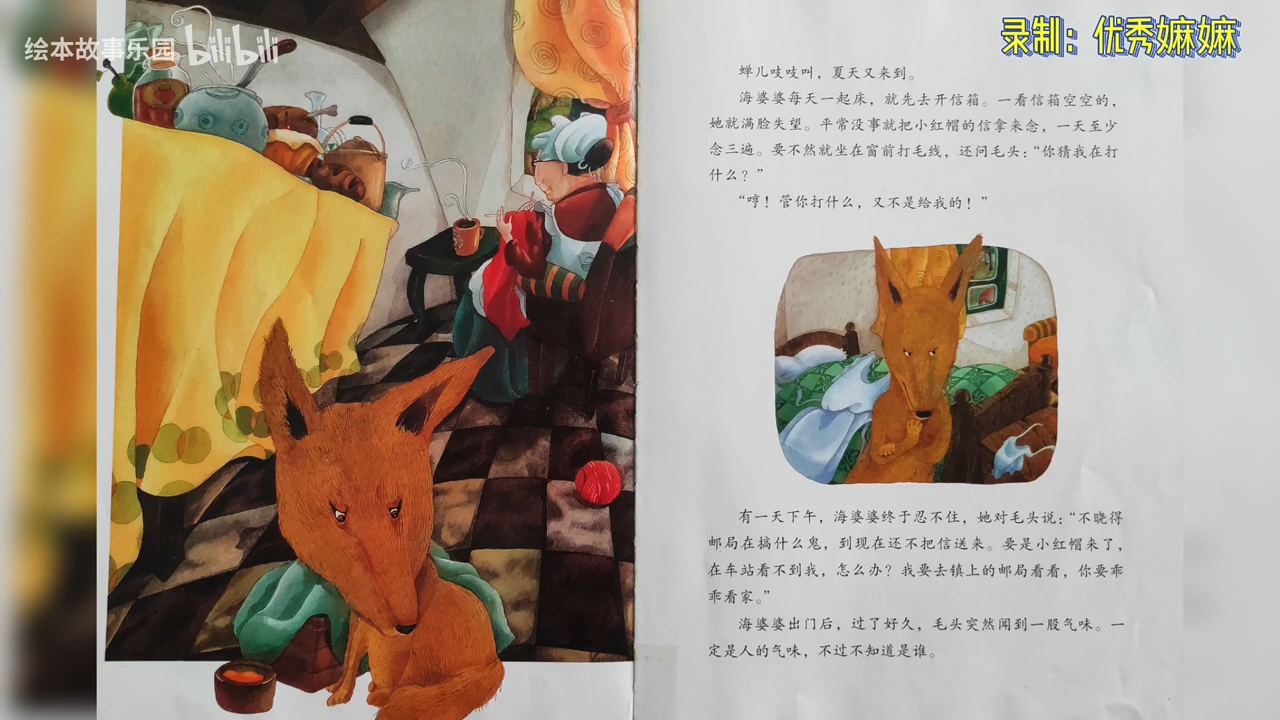 绘本故事乐园 bilibili
录制：优秀嫲嫲
蝉儿吱吱叫，夏天又来到。
海婆婆每天一起床，就先去开信箱。一看信箱空空的，
她就满脸失望。平常没事就把小红帽的信拿来念，一天至少
念三遍。要不然就坐在窗前打毛线，还问毛头：“你猜我在打
什么？”
“哼！管你打什么，又不是给我的！”
有一天下午，海婆婆终于忍不住，她对毛头说：“不晓得
邮局在搞什么鬼，到现在还不把信送来。要是小红帽来了，
在车站看不到我，怎么办？我要去镇上的邮局看看，你要乖
乖看家。”
海婆婆出门后，过了好久，毛头突然闻到一股气味。一
定是人的气味，不过不知道是谁。